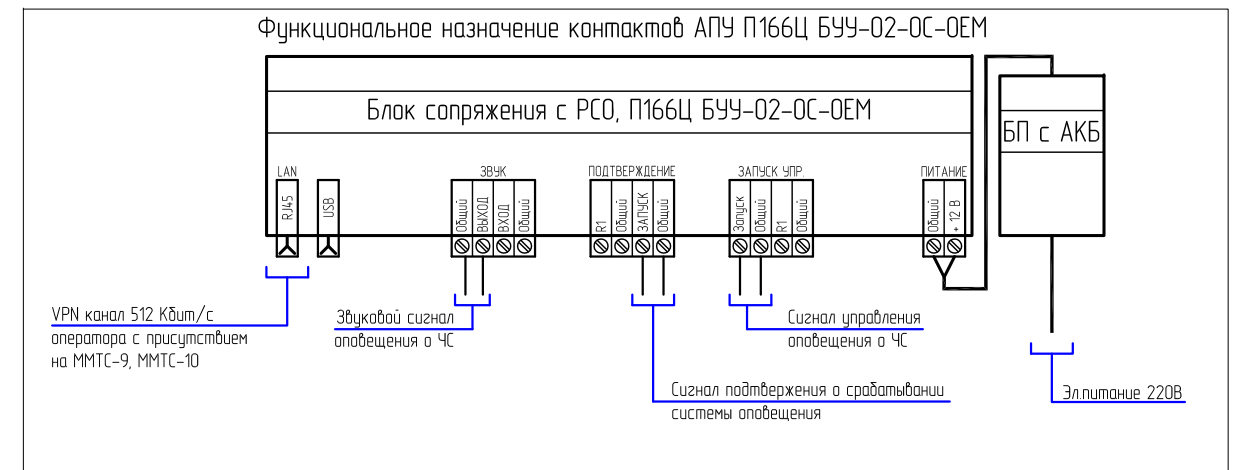 Функциональное назначение контактов АПУ П166Ц БУУ-02-ОС-ОЕМ
Блок сопряжения с РСО, П166Ц БУУ-02-ОС-ОЕМ
БП с АКБ
LAN
ЗВУК
ПОДТВЕРЖДЕНИЕ
ЗАПУСК УПР.
ПИТАНИЕ
RJ45
USB
Общий
ВЫХОД
ВХОД
Общий
R1
Общий
ЗАПУСК
Общий
Запуск
Общий
R1
Общий
Общий
+ 12 В
VPN канал 512 Кбит/с
оператора с присутствием
на ММТС-9, ММТС-10
Звуковой сигнал
оповещения о ЧС
Сигнал управления
оповещения о ЧС
Сигнал подтвержения о срабатывании
системы оповещения
Эл.питание 220В